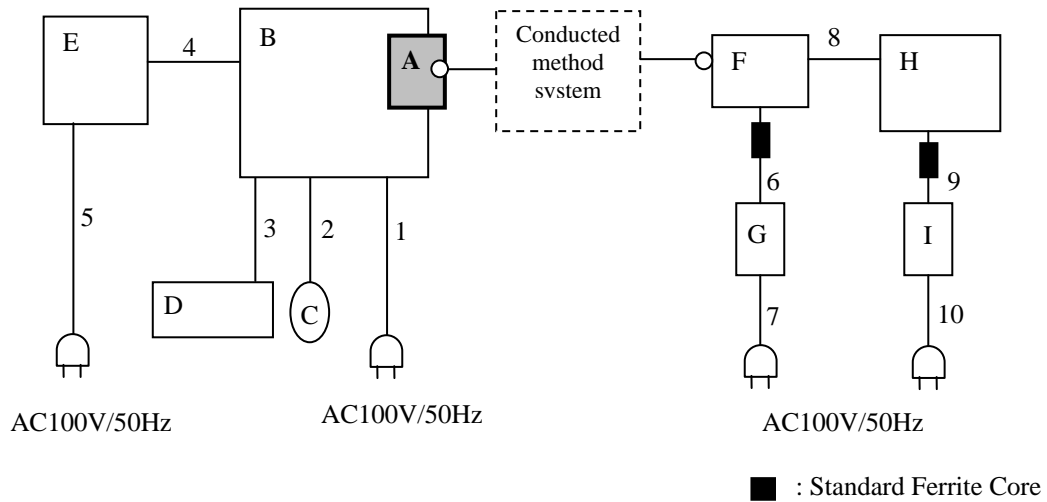 E
4
B
A
Conducted
method
svstem
F
8
H
5
3
2
1
6
9
G
I
D
C
7
10
AC100V/50Hz
AC100V/50Hz
AC100V/50Hz
: Standard Ferrite Core